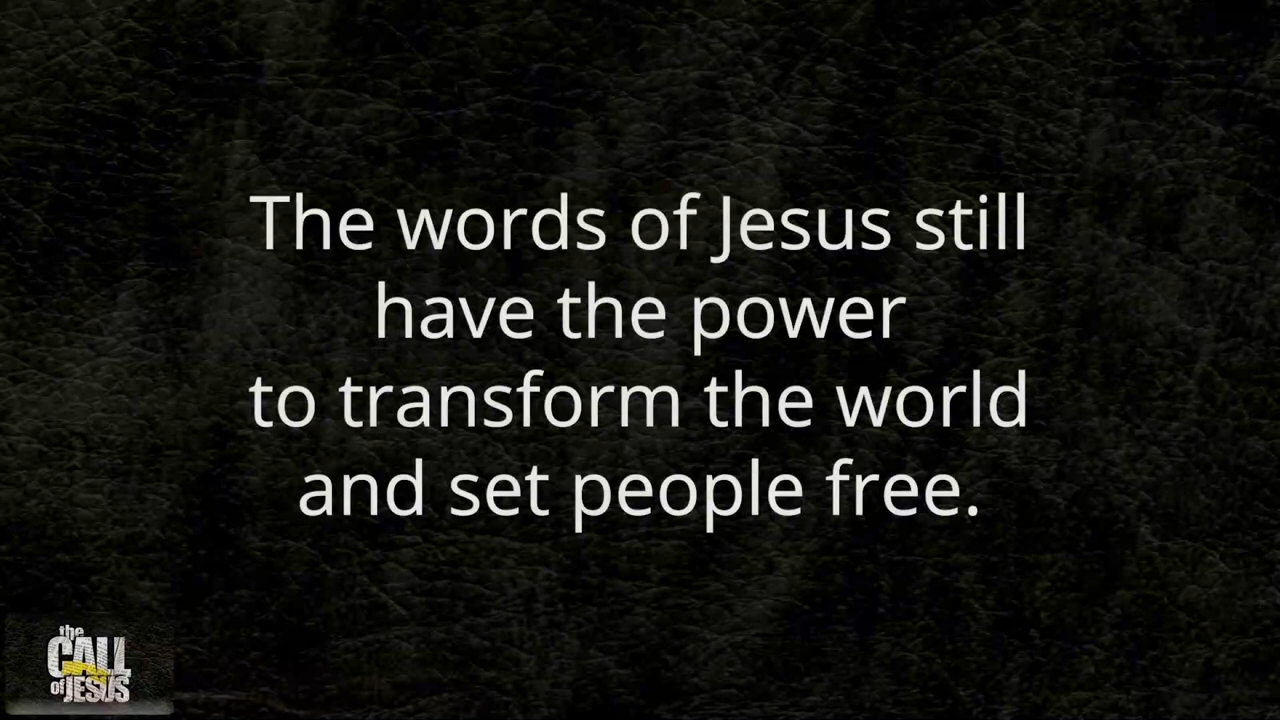 The words of Jesus still
have the power
to transform the world
and set people free.
the
CALL
of JESUS